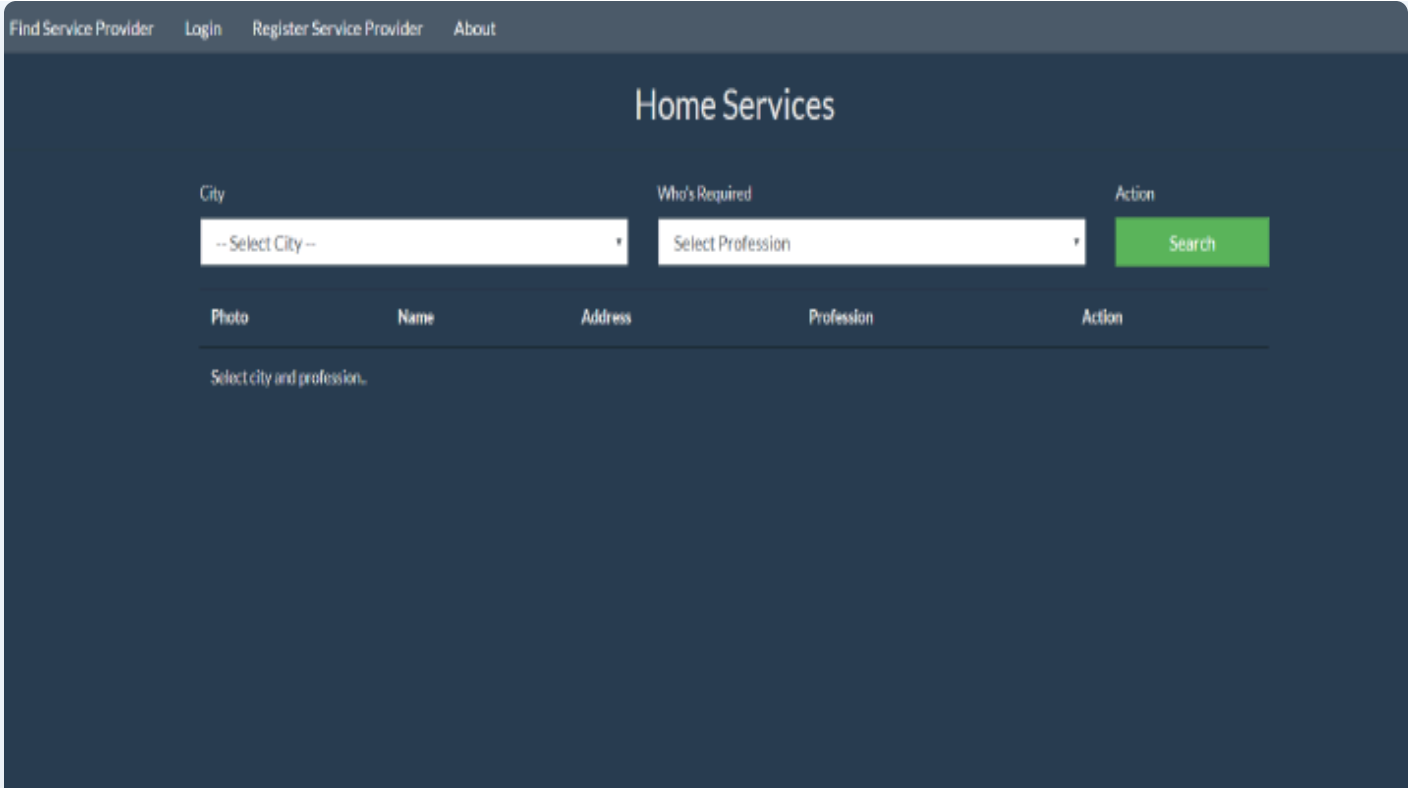 Find Service Provider Login Register Service Provider About
Home Services
City Who's Required Action
-- Select City -- Select Profession Search
Photo Name Address Profession Action
Select city and profession..